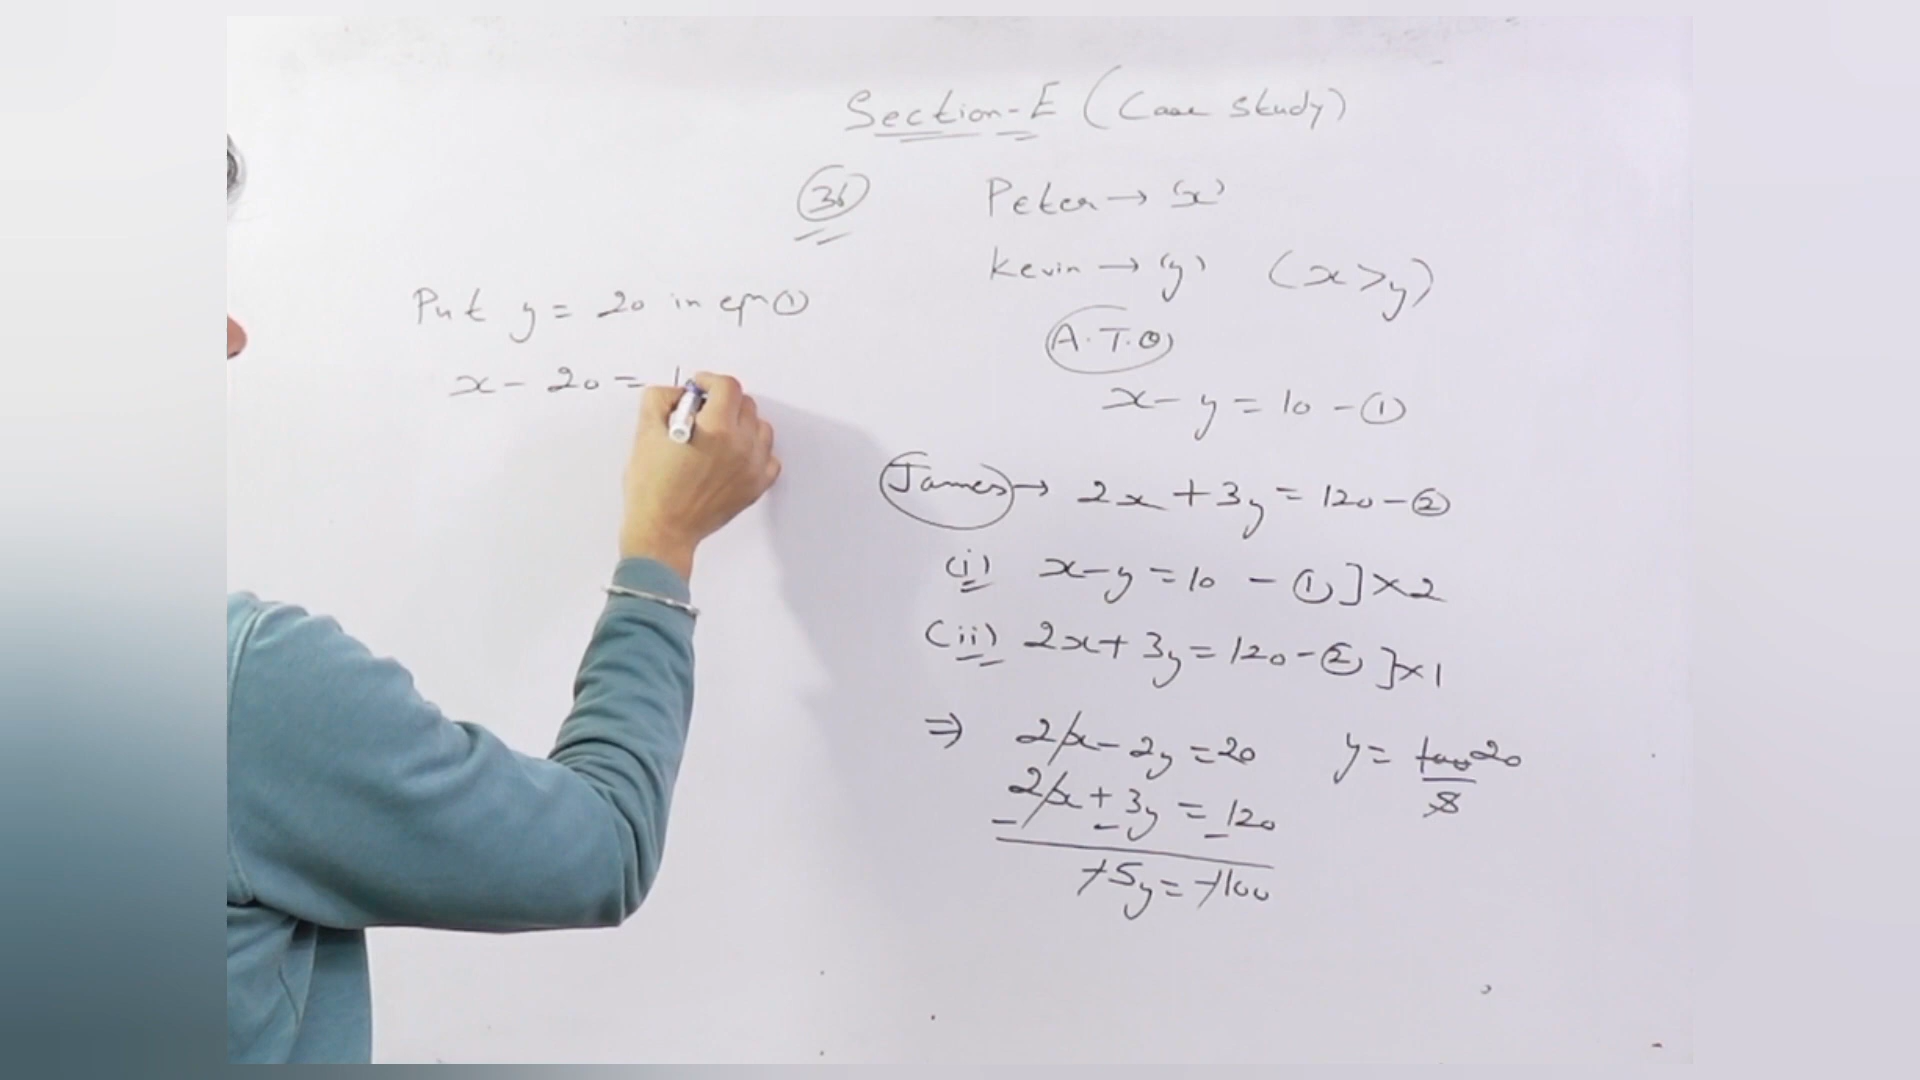 Section-E (Case Study)
36
Peter → (x)
Kevin → (y) (x>y)
A.T.Q
x - y = 10 - ①
James → 2x + 3y = 120 - ②
(i) x - y = 10 - ① ] × 2
(ii) 2x + 3y = 120 - ② ] × 1
⇒ 2x - 2y = 20
2x + 3y = 120
- - -
-5y = -100
y = 100/5 20
Put y = 20 in eqn ①
x - 20 = 1